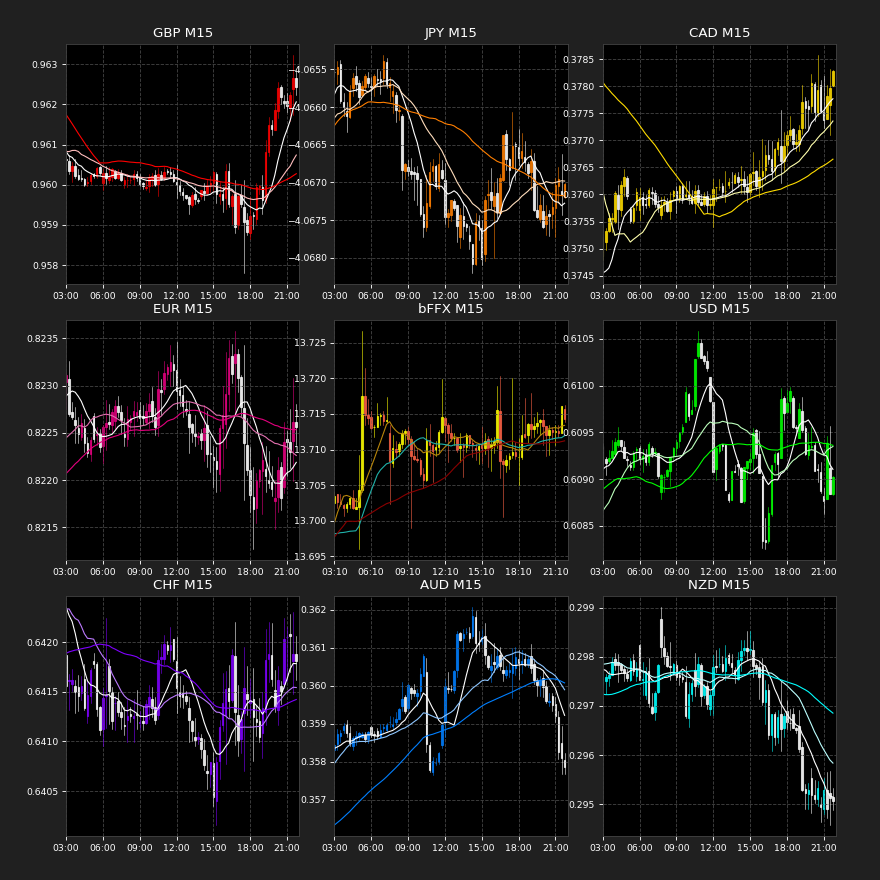 GBP M15
0.963
0.962
0.961
0.960
0.959
0.958
03:00 06:00 09:00 12:00 15:00 18:00 21:00
JPY M15
−4.0655
−4.0660
−4.0665
−4.0670
−4.0675
−4.0680
03:00 06:00 09:00 12:00 15:00 18:00 21:00
CAD M15
0.3785
0.3780
0.3775
0.3770
0.3765
0.3760
0.3755
0.3750
0.3745
03:00 06:00 09:00 12:00 15:00 18:00 21:00
EUR M15
0.8235
0.8230
0.8225
0.8220
0.8215
03:00 06:00 09:00 12:00 15:00 18:00 21:00
bFFX M15
13.725
13.720
13.715
13.710
13.705
13.700
13.695
03:10 06:10 09:10 12:10 15:10 18:10 21:10
USD M15
0.6105
0.6100
0.6095
0.6090
0.6085
03:00 06:00 09:00 12:00 15:00 18:00 21:00
CHF M15
0.6420
0.6415
0.6410
0.6405
03:00 06:00 09:00 12:00 15:00 18:00 21:00
AUD M15
0.362
0.361
0.360
0.359
0.358
0.357
03:00 06:00 09:00 12:00 15:00 18:00 21:00
NZD M15
0.299
0.298
0.297
0.296
0.295
03:00 06:00 09:00 12:00 15:00 18:00 21:00